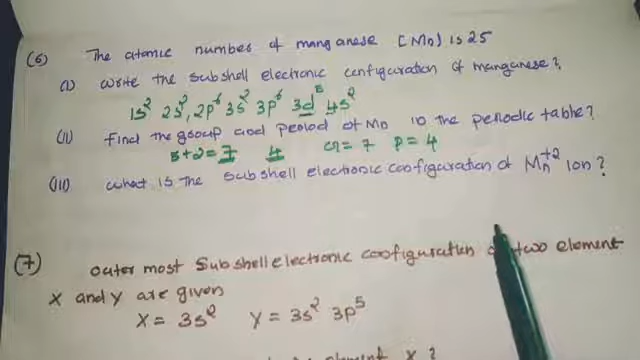 (6) The atomic number of manganese [Mn] is 25
(i) Write the subshell electronic configuration of manganese?
1s² 2s², 2p⁶ 3s² 3p⁶ 3d⁵ 4s²
(ii) Find the group and period of Mn in the periodic table?
5+2=7 4 G=7 P=4
(iii) What is the subshell electronic configuration of Mn⁺² ion?
(7) Outer most subshell electronic configuration of two element
X and Y are given
X = 3s² Y = 3s² 3p⁵
element X?